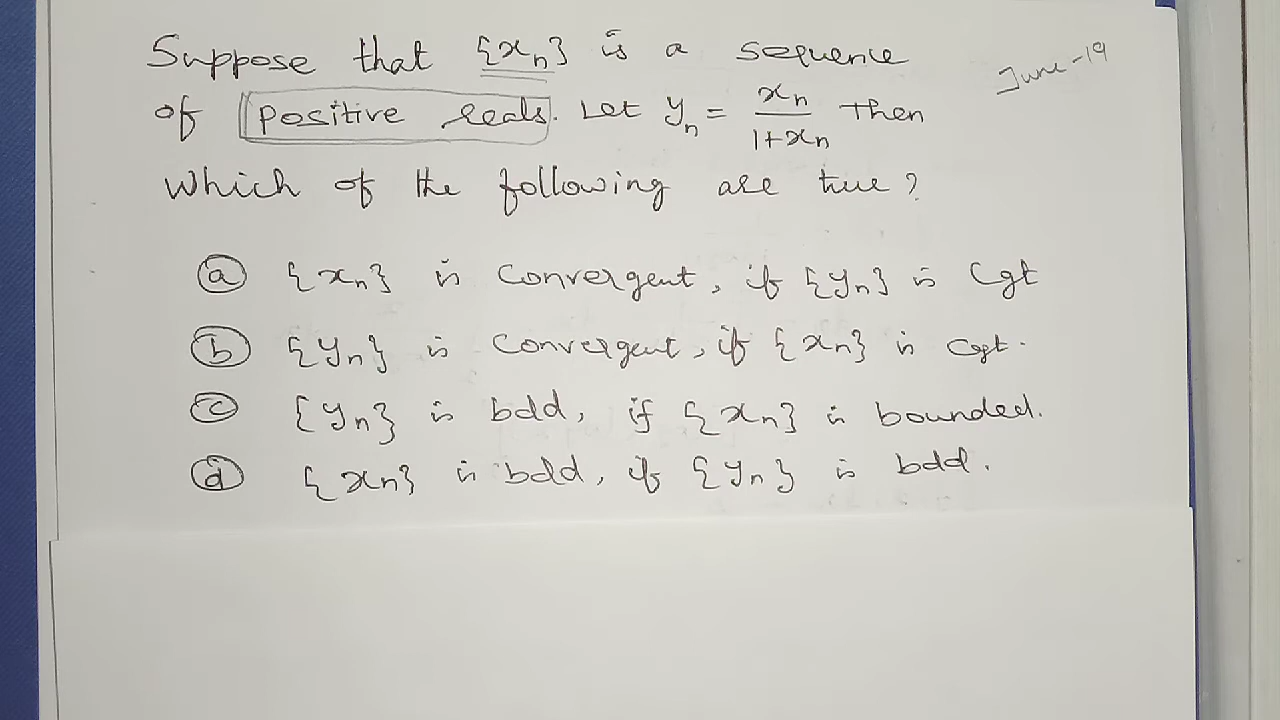 Suppose that {xn} is a sequence
June-19
of positive reals. Let yn = xn/1+xn then
Which of the following are true?
ⓐ {xn} is convergent, if {yn} is cgt
ⓑ {yn} is convergent, if {xn} is cgt.
ⓒ {yn} is bdd, if {xn} is bounded.
ⓓ {xn} is bdd, if {yn} is bdd.